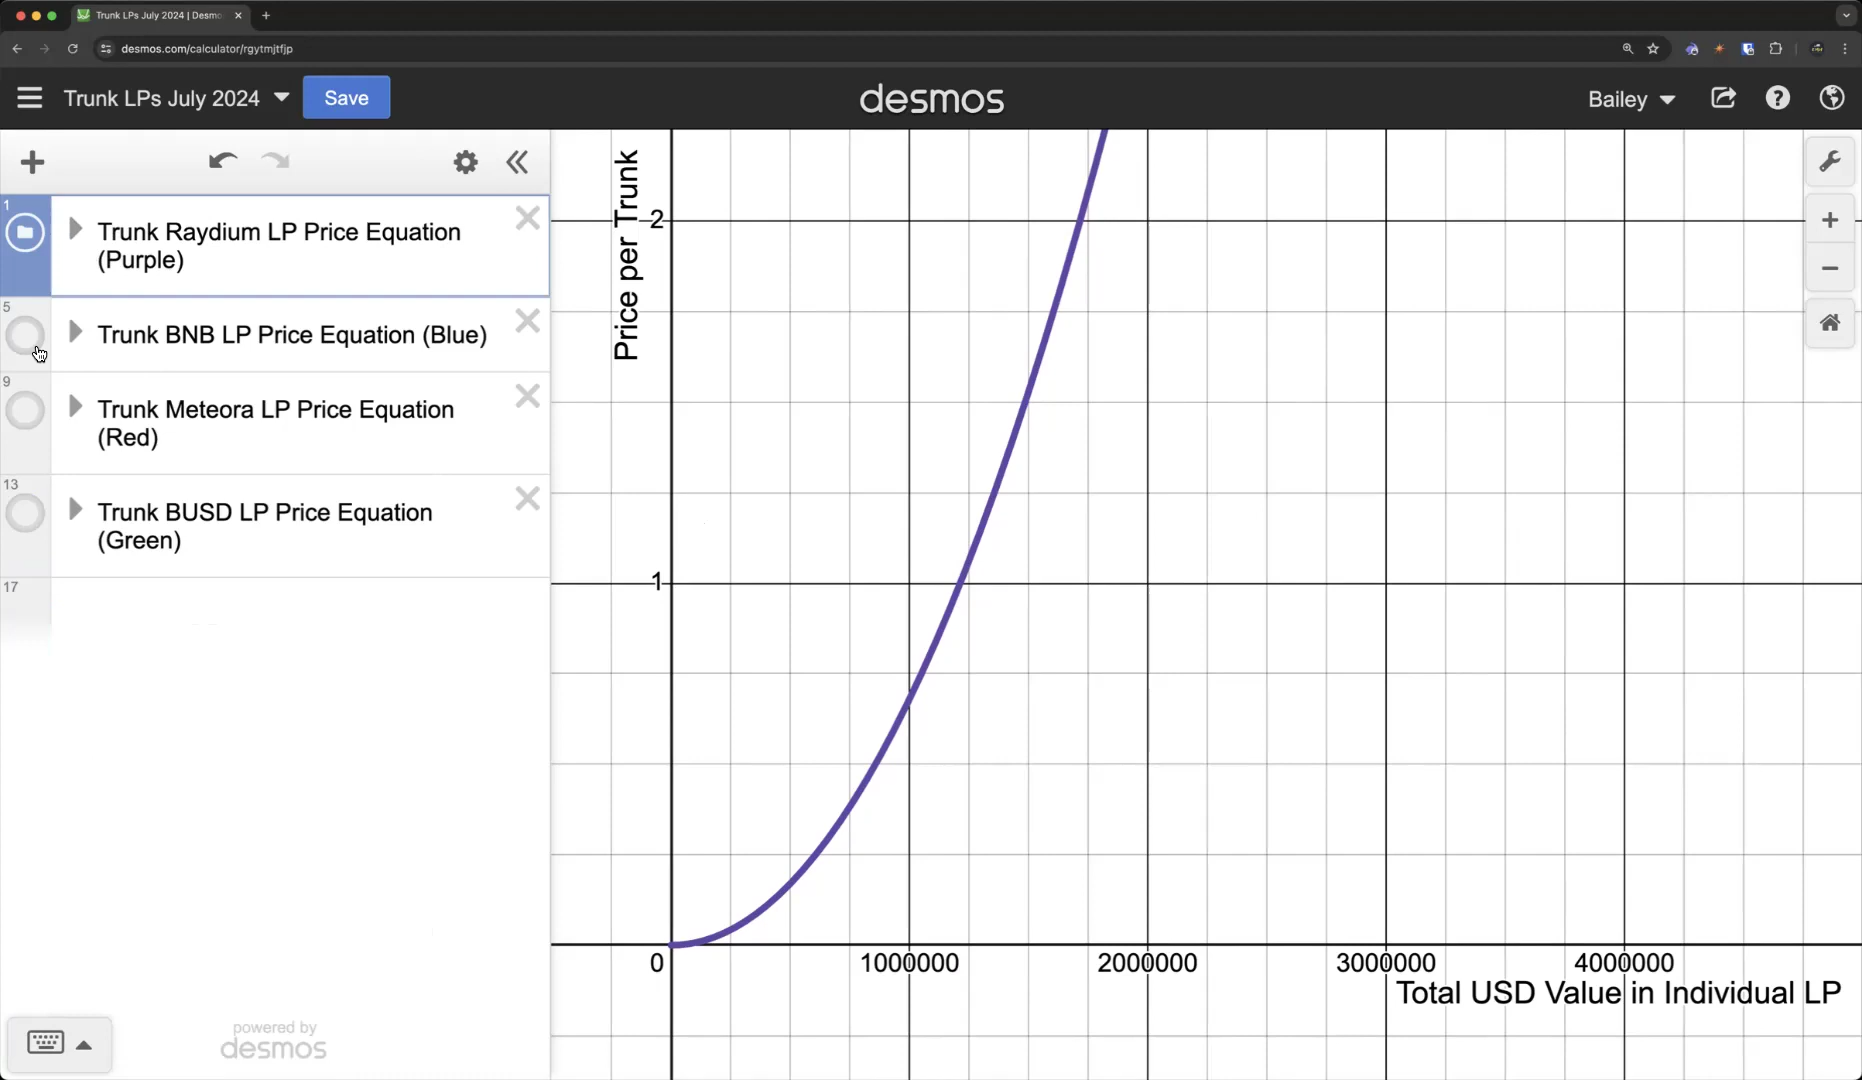 Trunk LPs July 2024 | Desmo
desmos.com/calculator/rgytmjtfjp
Trunk LPs July 2024
Save
desmos
Bailey
1
Trunk Raydium LP Price Equation
(Purple)
5
Trunk BNB LP Price Equation (Blue)
9
Trunk Meteora LP Price Equation
(Red)
13
Trunk BUSD LP Price Equation
(Green)
17
powered by
desmos
Price per Trunk
2
1
0
1000000
2000000
3000000
4000000
Total USD Value in Individual LP